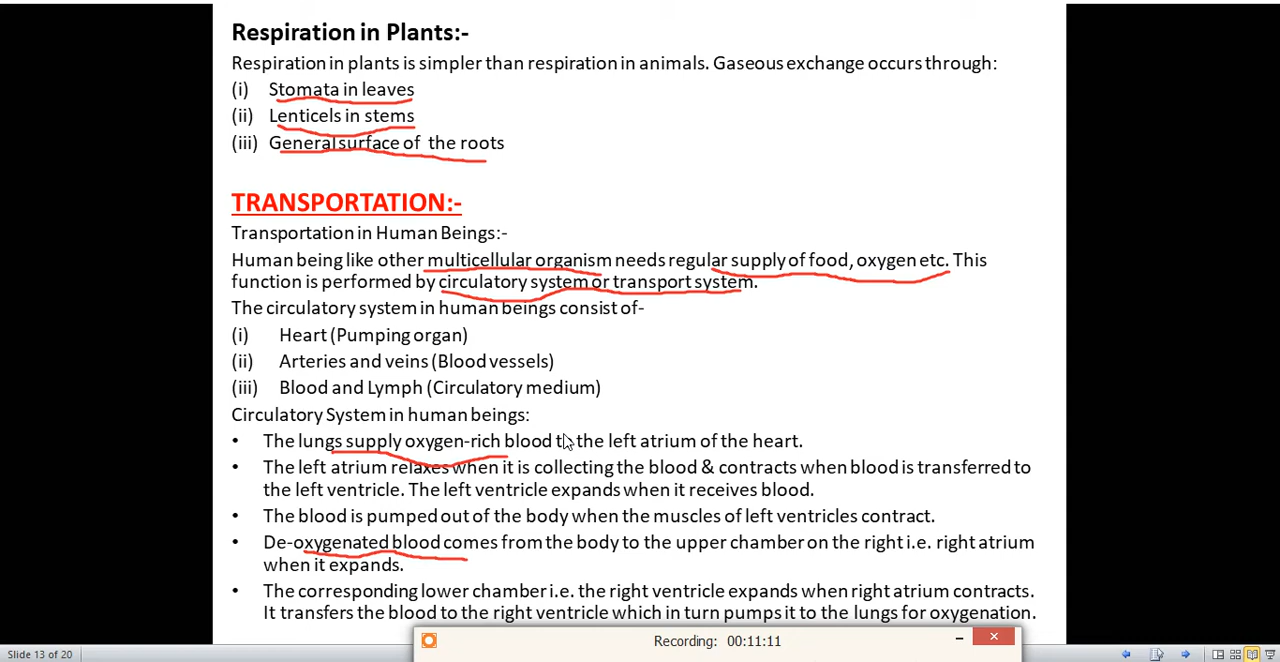 Respiration in Plants:-
Respiration in plants is simpler than respiration in animals. Gaseous exchange occurs through:
(i) Stomata in leaves
(ii) Lenticels in stems
(iii) General surface of the roots
TRANSPORTATION:-
Transportation in Human Beings:-
Human being like other multicellular organism needs regular supply of food, oxygen etc. This
function is performed by circulatory system or transport system.
The circulatory system in human beings consist of-
(i) Heart (Pumping organ)
(ii) Arteries and veins (Blood vessels)
(iii) Blood and Lymph (Circulatory medium)
Circulatory System in human beings:
• The lungs supply oxygen-rich blood to the left atrium of the heart.
• The left atrium relaxes when it is collecting the blood & contracts when blood is transferred to
the left ventricle. The left ventricle expands when it receives blood.
• The blood is pumped out of the body when the muscles of left ventricles contract.
• De-oxygenated blood comes from the body to the upper chamber on the right i.e. right atrium
when it expands.
• The corresponding lower chamber i.e. the right ventricle expands when right atrium contracts.
It transfers the blood to the right ventricle which in turn pumps it to the lungs for oxygenation.
Recording: 00:11:11
Slide 13 of 20